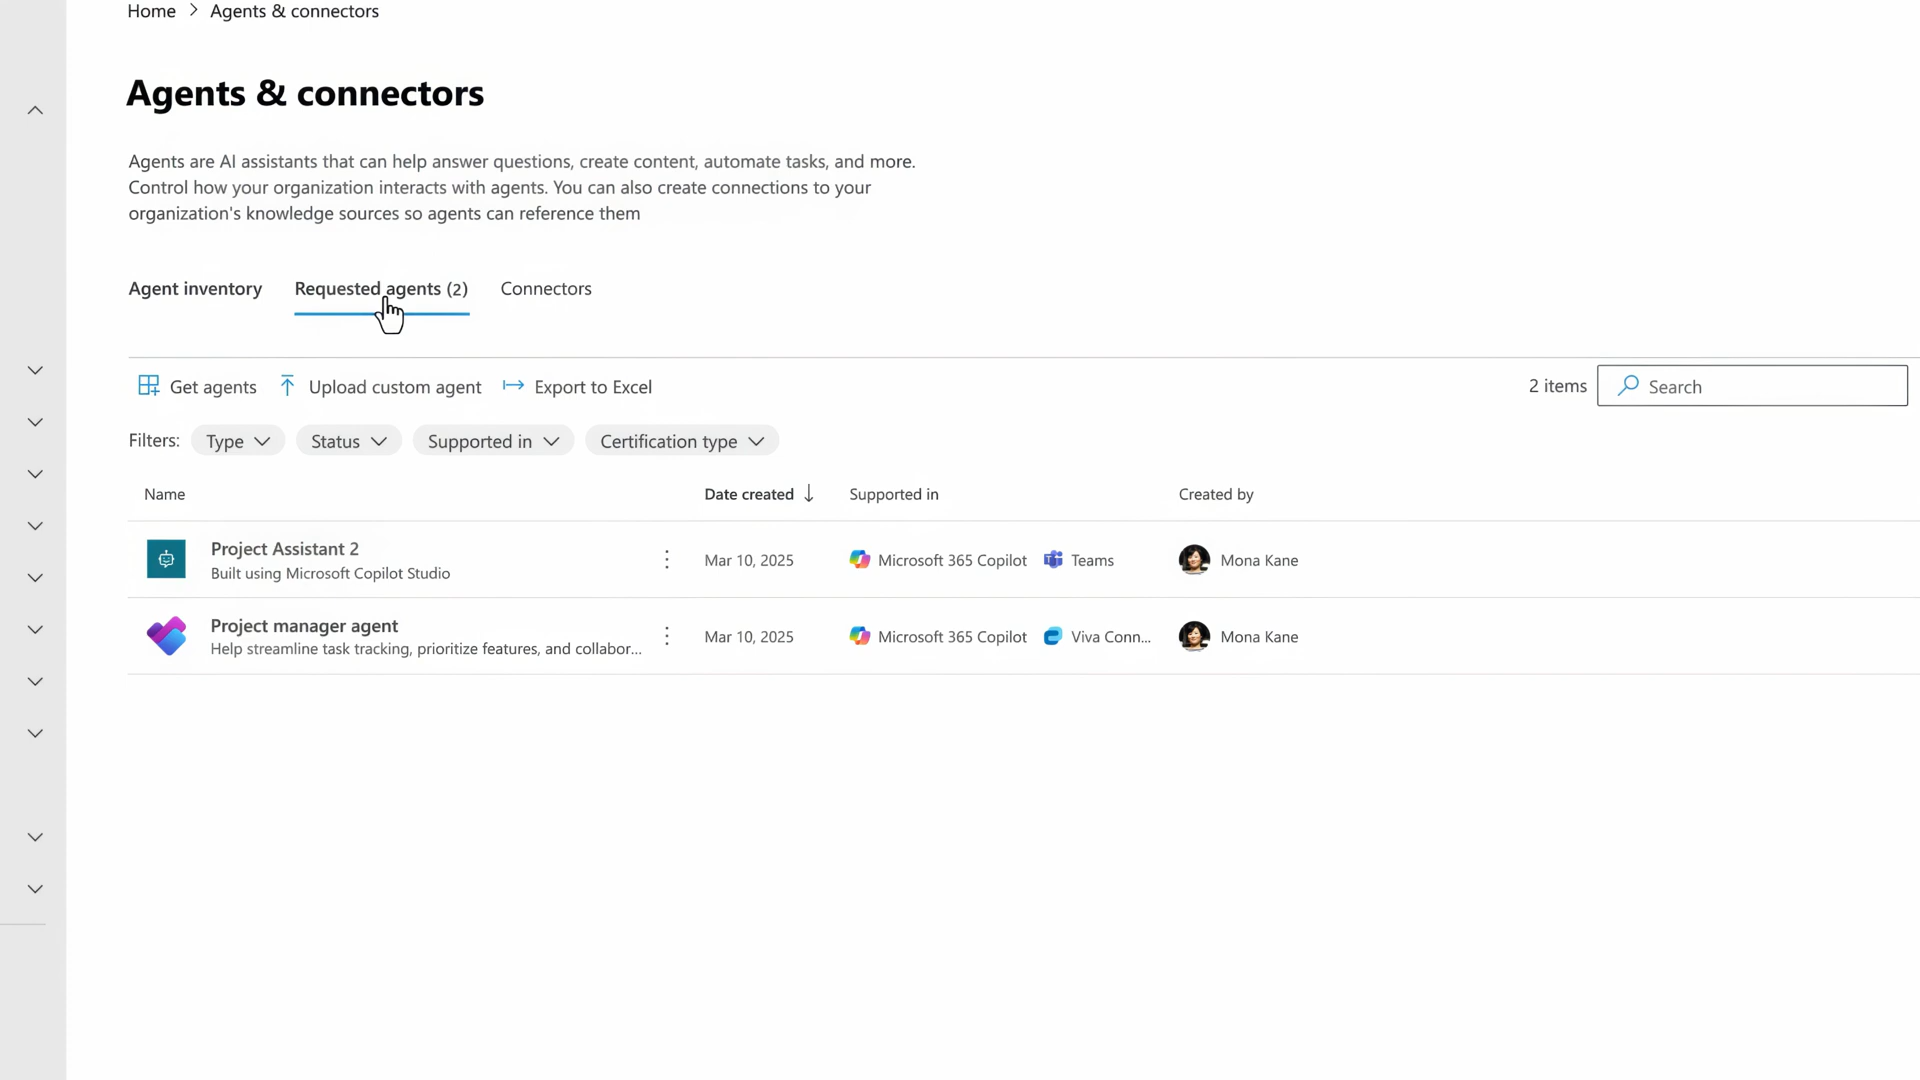 Home > Agents & connectors
Agents & connectors
Agents are AI assistants that can help answer questions, create content, automate tasks, and more.
Control how your organization interacts with agents. You can also create connections to your
organization's knowledge sources so agents can reference them
Agent inventory Requested agents (2) Connectors
Get agents Upload custom agent Export to Excel 2 items Search
Filters: Type Status Supported in Certification type
Name Date created ↓ Supported in Created by
Project Assistant 2
Built using Microsoft Copilot Studio
Mar 10, 2025 Microsoft 365 Copilot Teams Mona Kane
Project manager agent
Help streamline task tracking, prioritize features, and collabor...
Mar 10, 2025 Microsoft 365 Copilot Viva Conn... Mona Kane